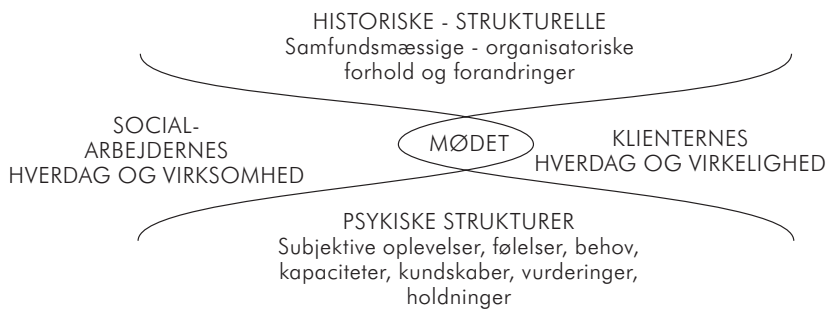 HISTORISKE - STRUKTURELLE
Samfundsmæssige - organisatoriske
forhold og forandringer
SOCIAL-
ARBEJDERNES
HVERDAG OG VIRKSOMHED
MØDET
KLIENTERNES
HVERDAG OG VIRKELIGHED
PSYKISKE STRUKTURER
Subjektive oplevelser, følelser, behov,
kapaciteter, kundskaber, vurderinger,
holdninger